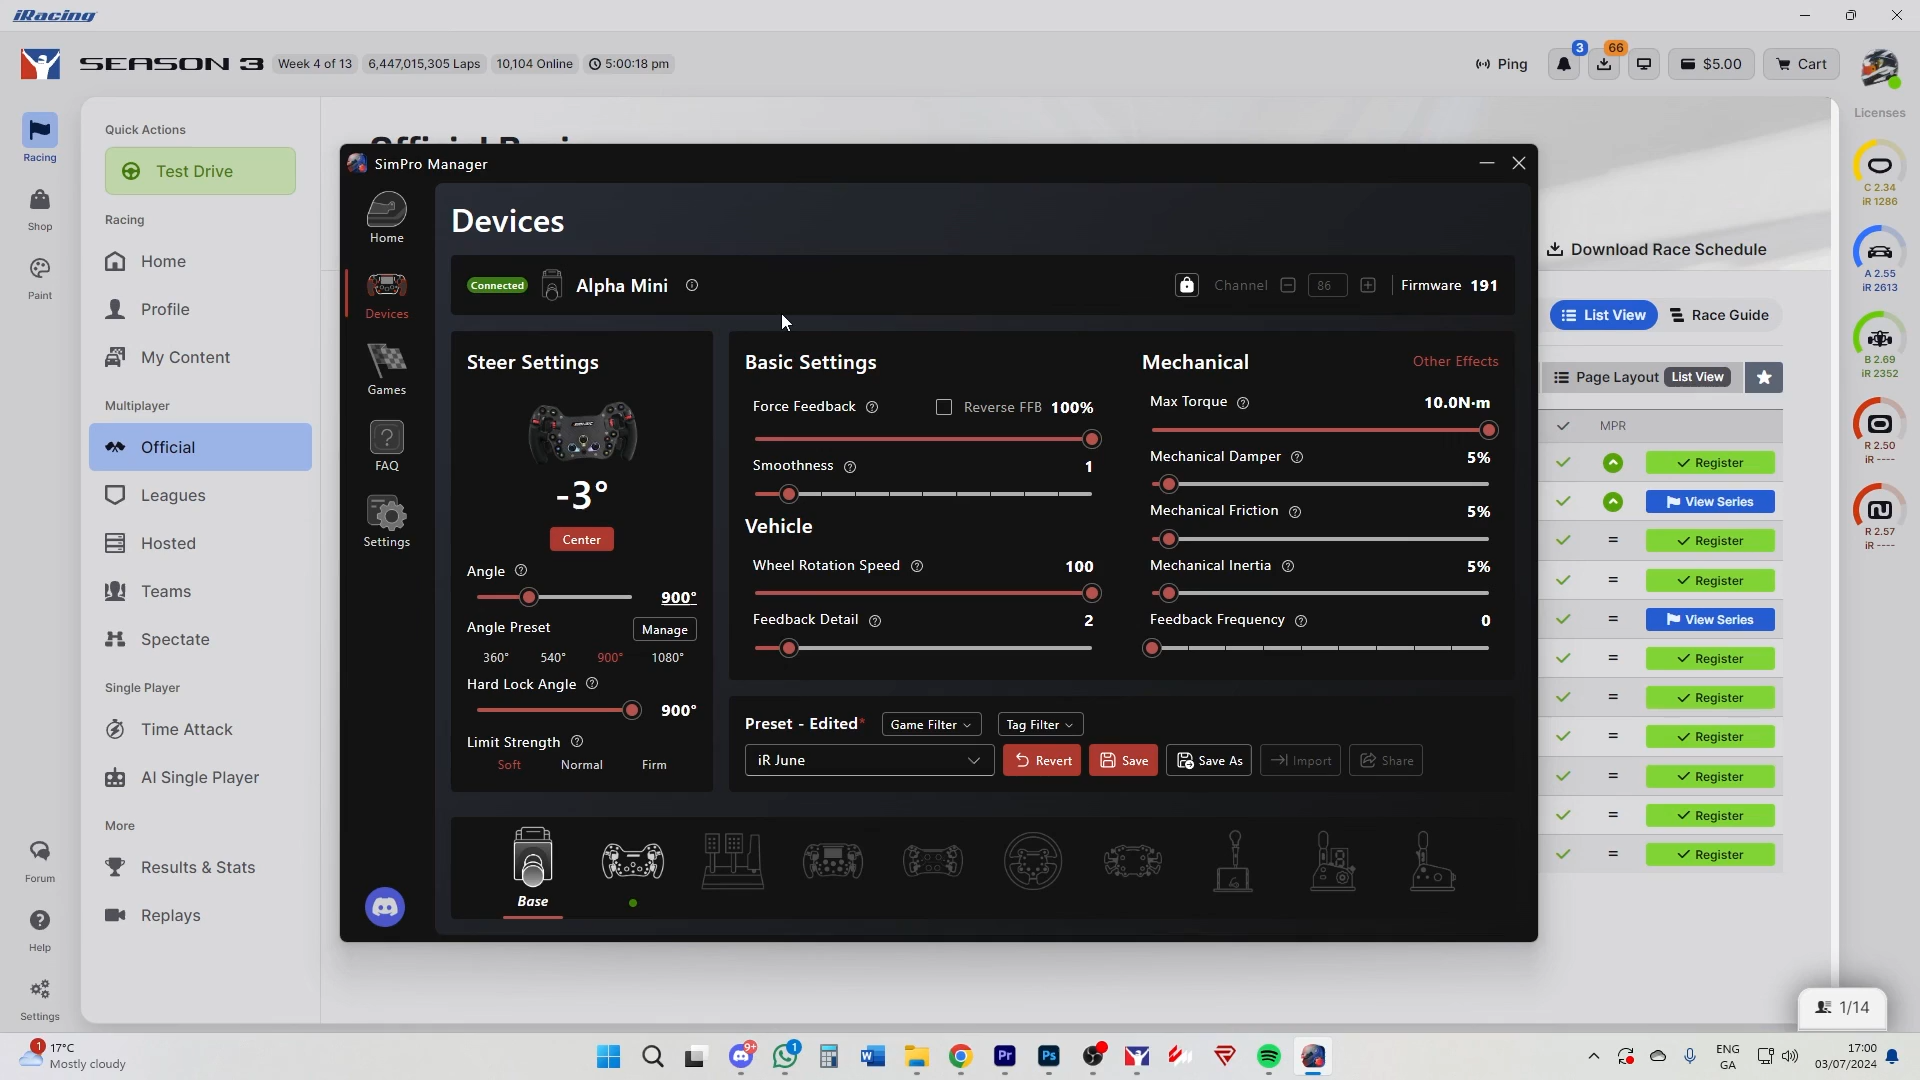 iRacing
SEASON 3
Week 4 of 13
6,447,015,305 Laps
10,104 Online
5:00:18 pm
Ping
3
66
$5.00
Cart
Racing
Shop
Paint
Forum
Help
Settings
Quick Actions
Test Drive
Racing
Home
Profile
My Content
Multiplayer
Official
Leagues
Hosted
Teams
Spectate
Single Player
Time Attack
AI Single Player
More
Results & Stats
Replays
SimPro Manager
Home
Devices
Games
FAQ
Settings
Devices
Connected
Alpha Mini
Channel
86
Firmware 191
Steer Settings
-3°
Center
Angle
900°
Angle Preset
Manage
360° 540° 900° 1080°
Hard Lock Angle
900°
Limit Strength
Soft Normal Firm
Basic Settings
Force Feedback
Reverse FFB 100%
Smoothness
1
Vehicle
Wheel Rotation Speed
100
Feedback Detail
2
Mechanical
Other Effects
Max Torque
10.0N·m
Mechanical Damper
5%
Mechanical Friction
5%
Mechanical Inertia
5%
Feedback Frequency
0
Preset - Edited*
Game Filter
Tag Filter
iR June
Revert
Save
Save As
Import
Share
Base
Download Race Schedule
List View
Race Guide
Page Layout List View
MPR
Register
View Series
Register
Register
View Series
Register
Register
Register
Register
Register
Register
Licenses
C 2.34
iR 1286
A 2.55
iR 2613
B 2.69
iR 2352
R 2.50
iR ----
R 2.57
iR ----
1/14
1
17°C
Mostly cloudy
9+
1
Pr
Ps
ENG
GA
17:00
03/07/2024